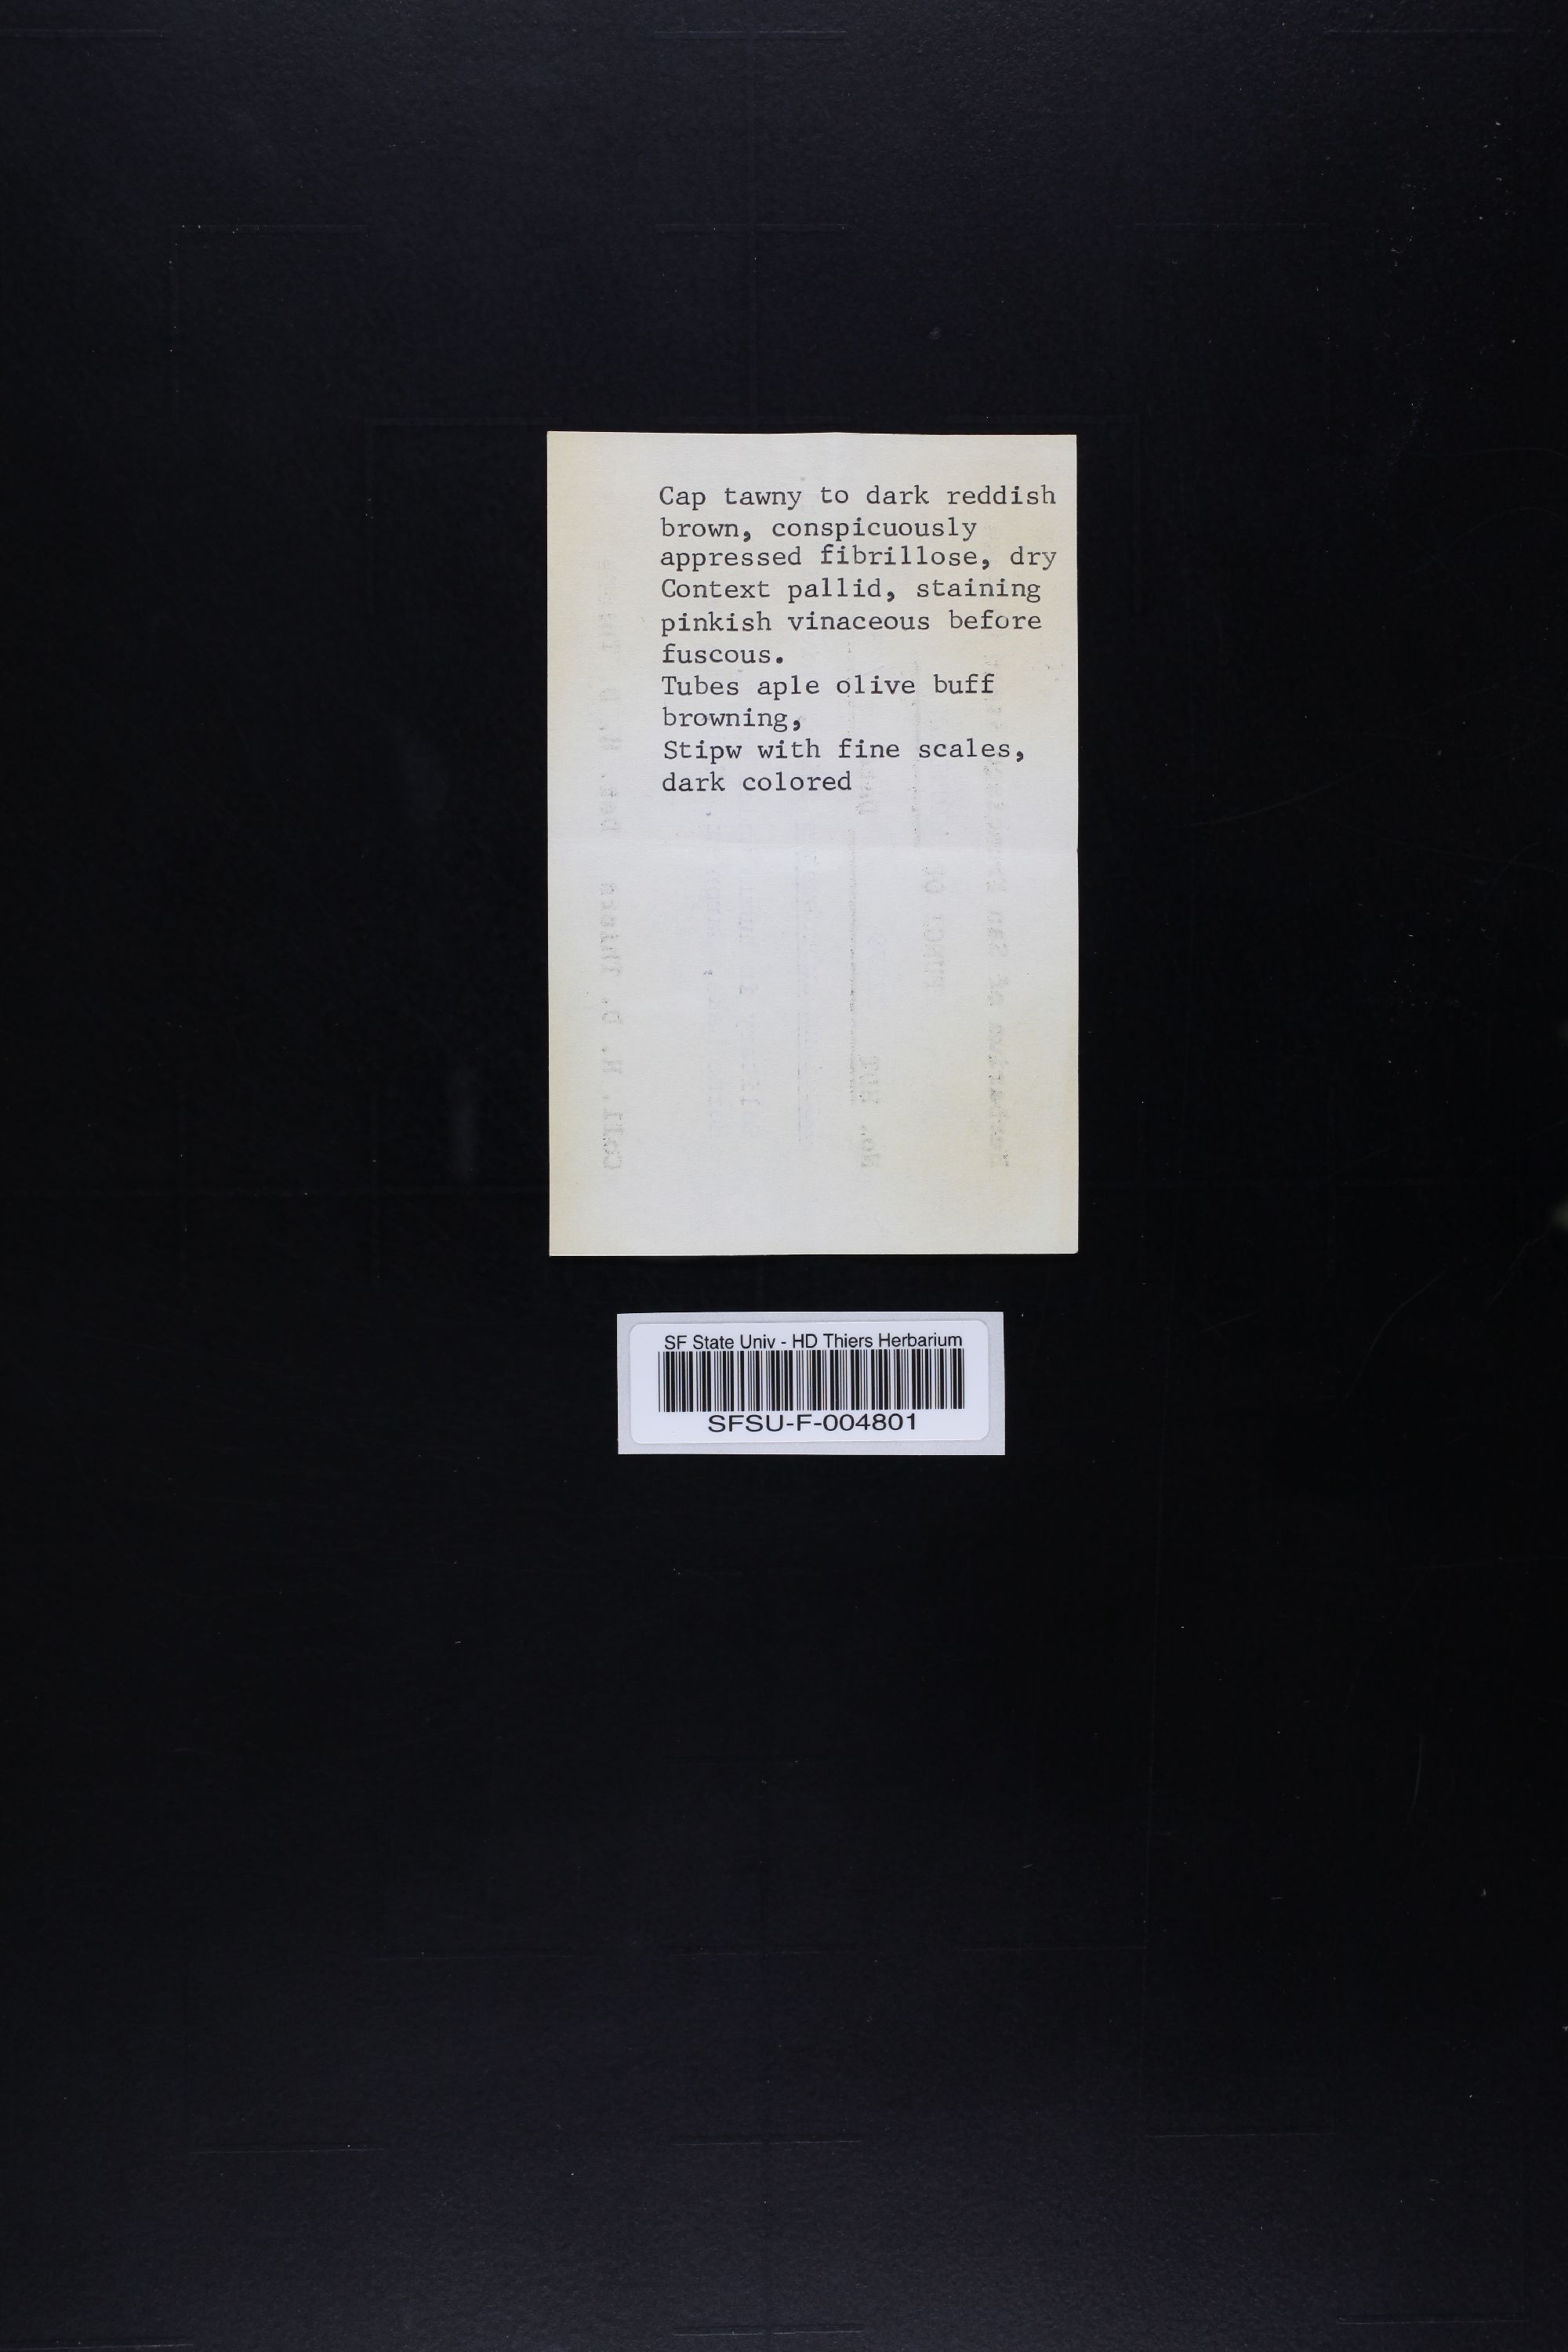 Cap tawny to dark reddish
brown, conspicuously
appressed fibrillose, dry
Context pallid, staining
pinkish vinaceous before
fuscous.
Tubes aple olive buff
browning,
Stipw with fine scales,
dark colored
SF State Univ - HD Thiers Herbarium
SFSU-F-004801